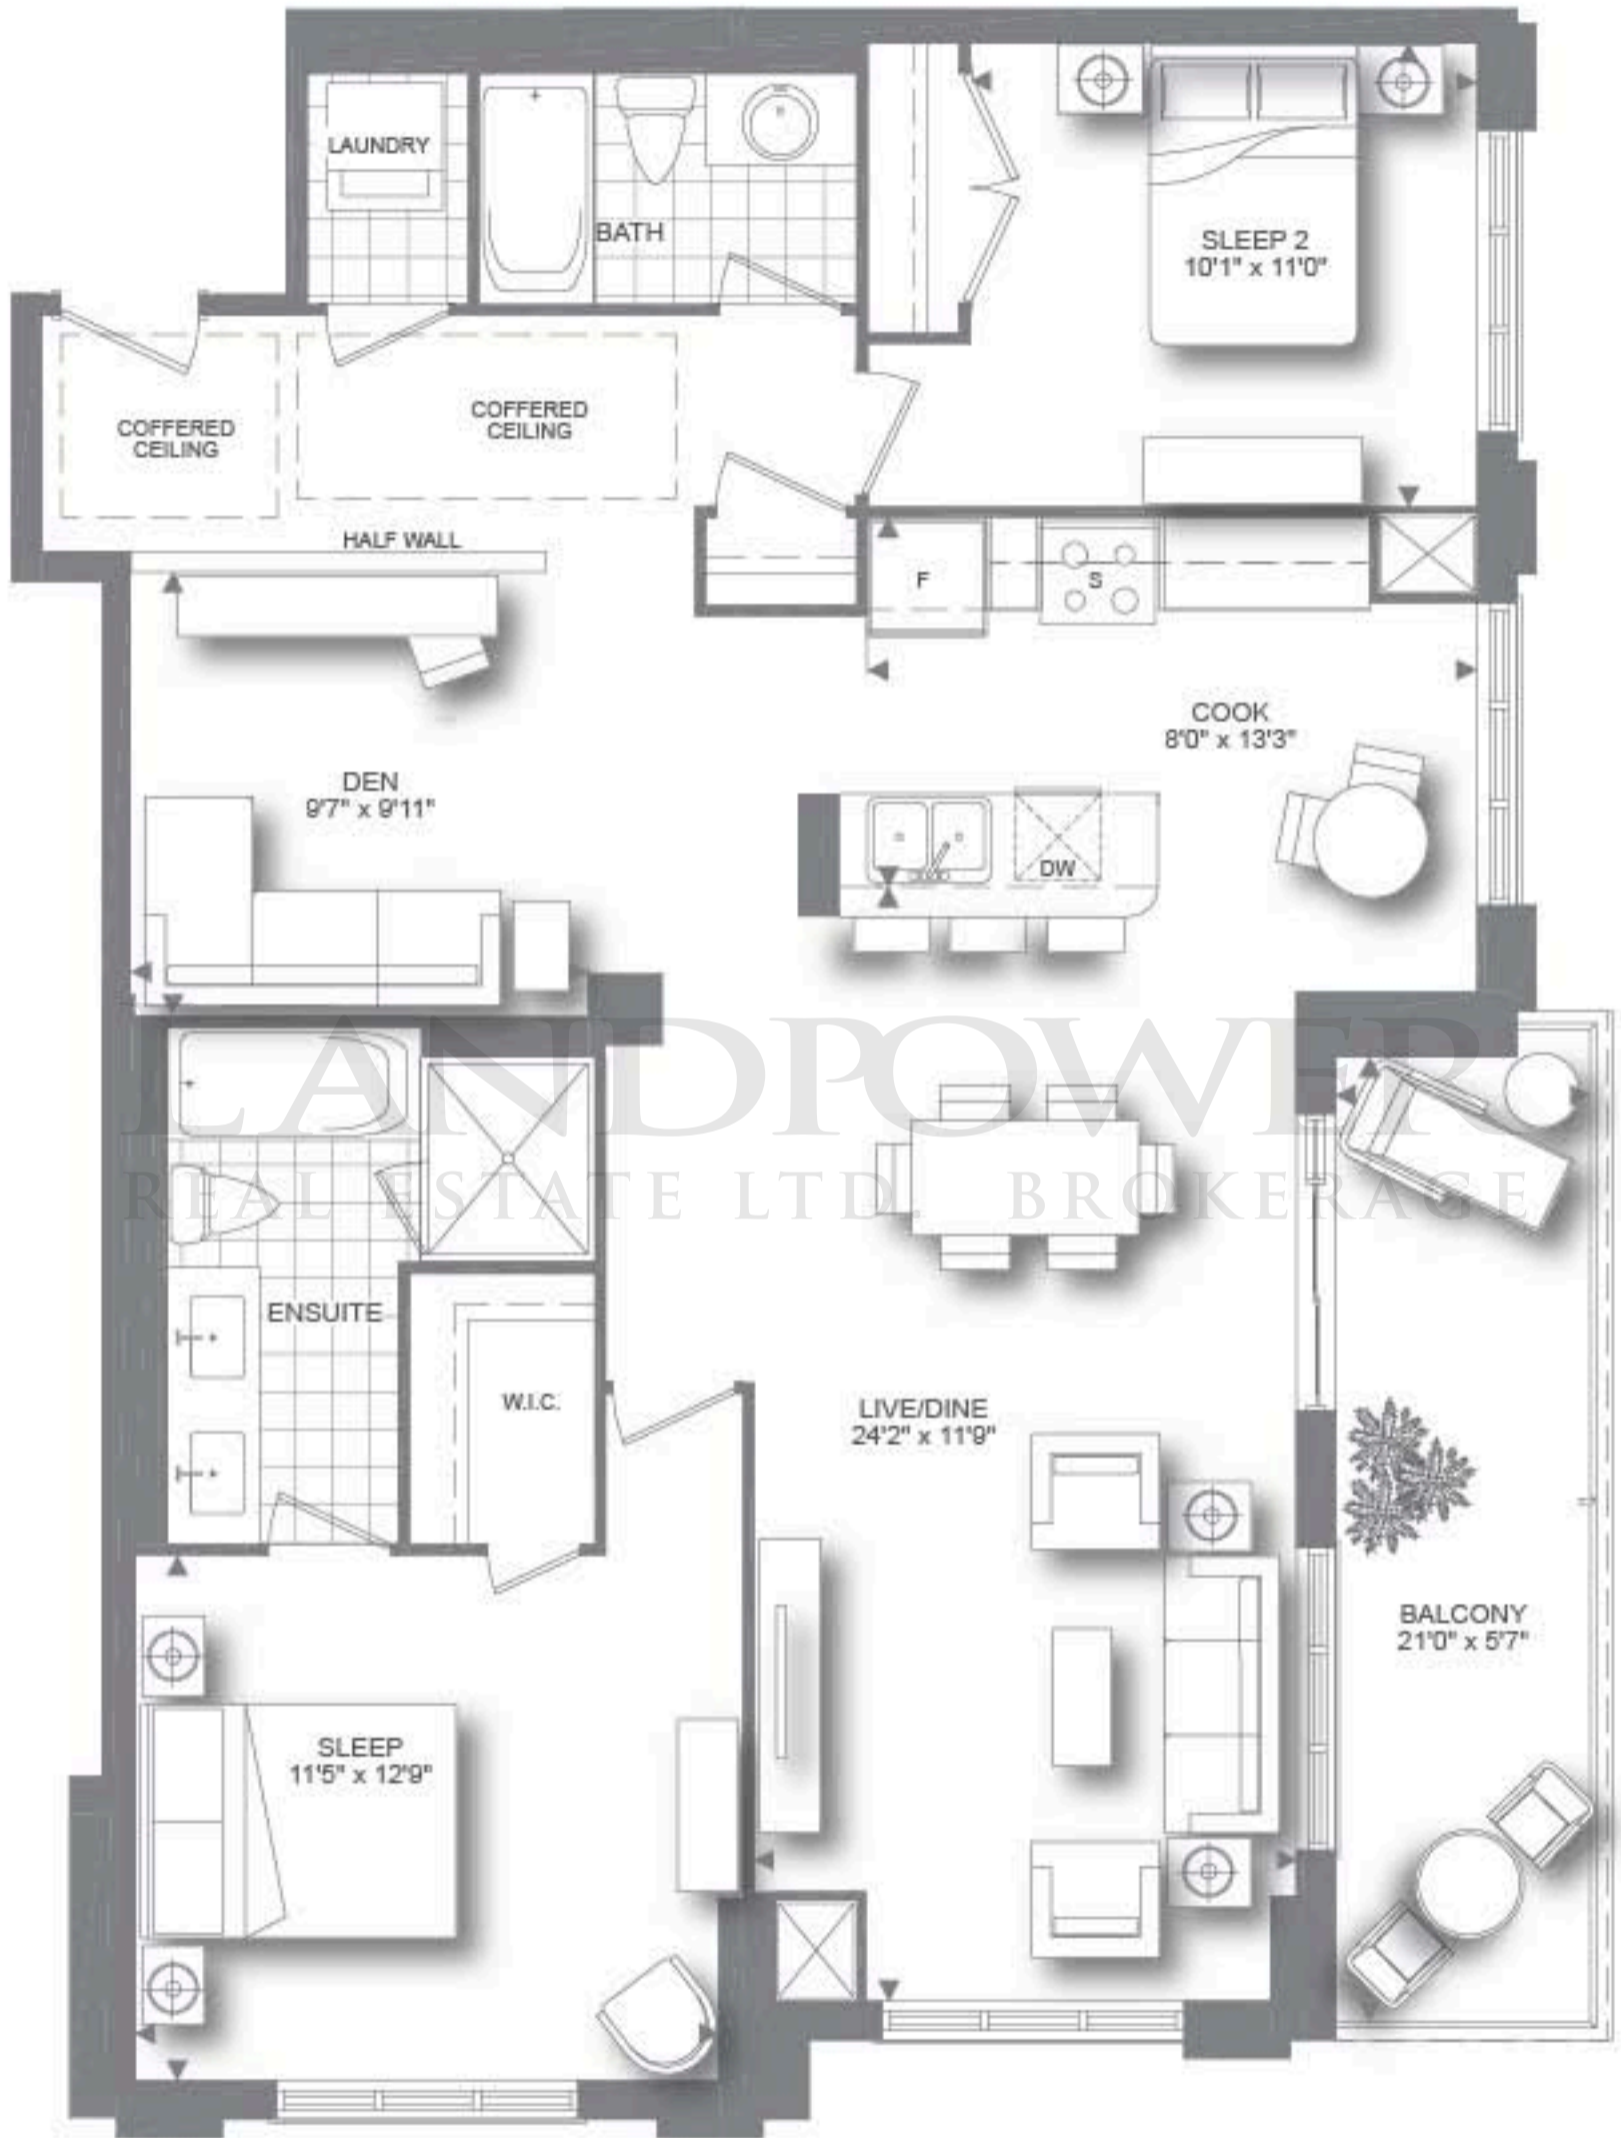 LAUNDRY
BATH
SLEEP 2
10'1" x 11'0"
COFFERED
CEILING
COFFERED
CEILING
HALF WALL
F
S
COOK
8'0" x 13'3"
DEN
9'7" x 9'11"
DW
LANDPOWER
REAL ESTATE LTD. BROKERAGE
ENSUITE
W.I.C.
LIVE/DINE
24'2" x 11'9"
BALCONY
21'0" x 5'7"
SLEEP
11'5" x 12'9"